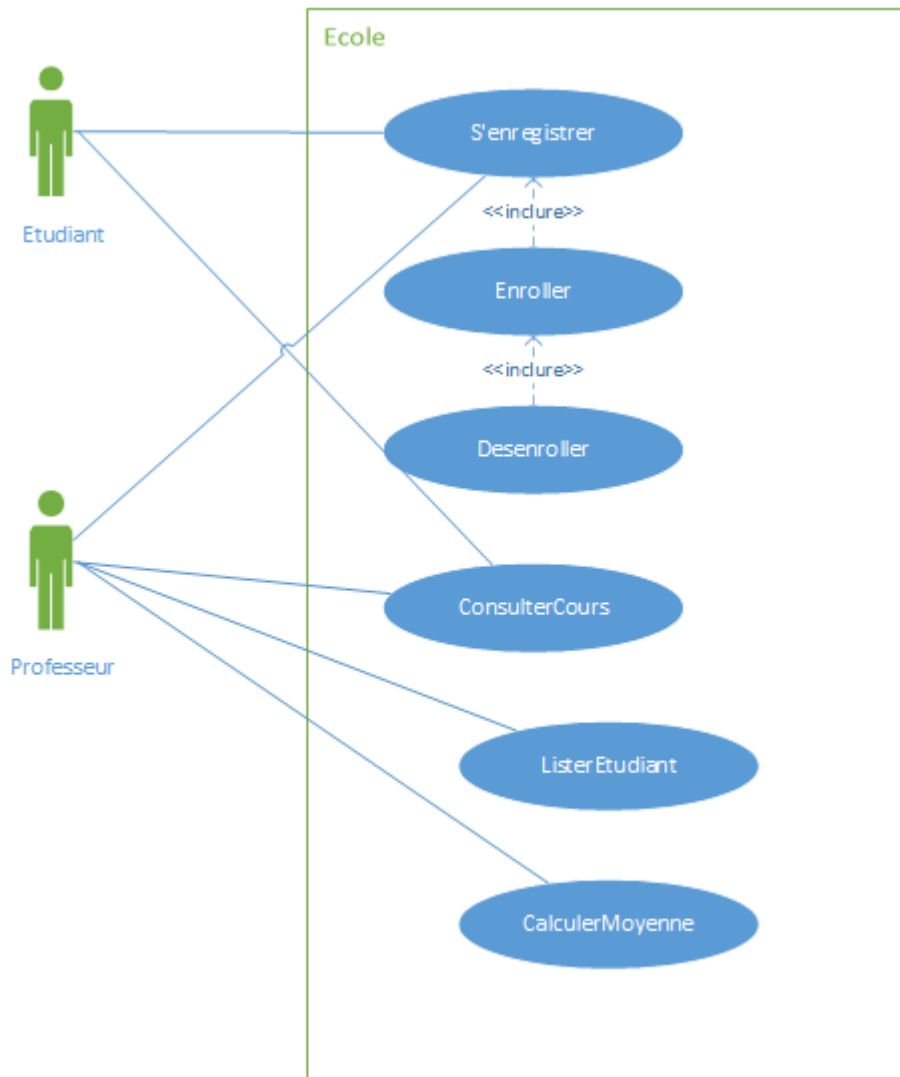 Ecole
S'enregistrer
<<inclure>>
Etudiant
Enroller
<<inclure>>
Desenroller
ConsulterCours
Professeur
ListerEtudiant
CalculerMoyenne